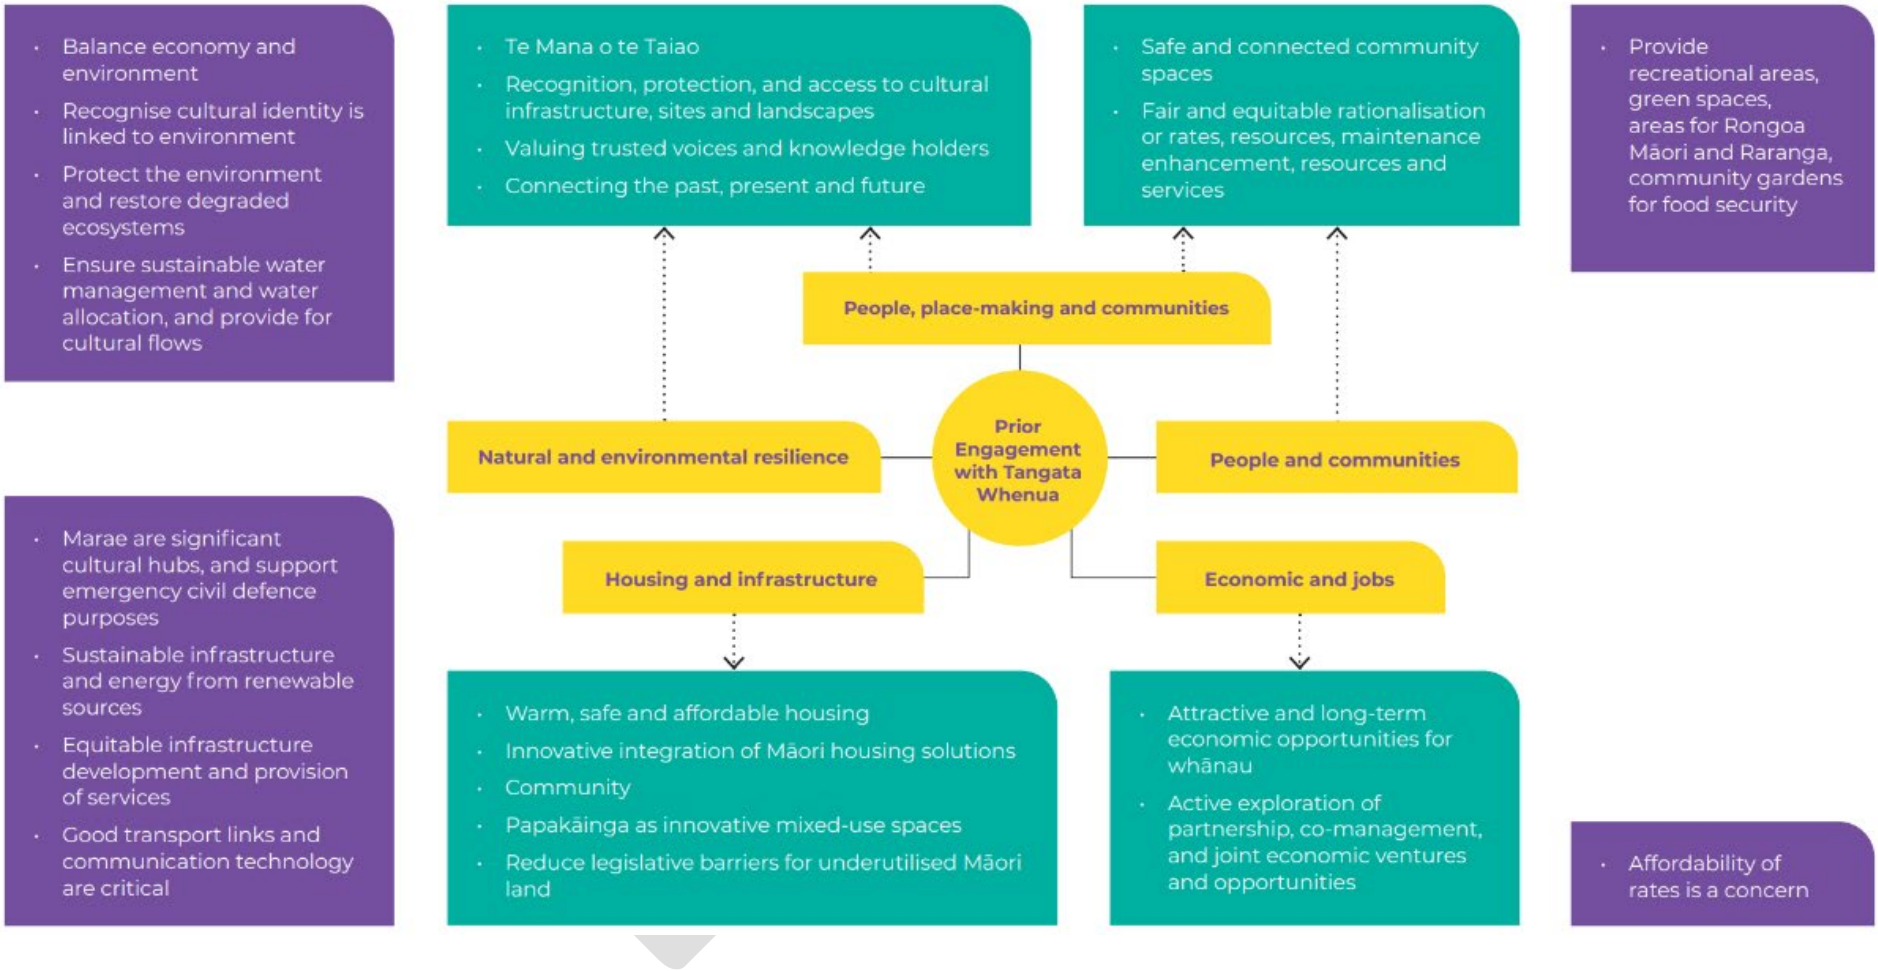 • Balance economy and
environment
• Recognise cultural identity is
linked to environment
• Protect the environment
and restore degraded
ecosystems
• Ensure sustainable water
management and water
allocation, and provide for
cultural flows
• Te Mana o te Taiao
• Recognition, protection, and access to cultural
infrastructure, sites and landscapes
• Valuing trusted voices and knowledge holders
• Connecting the past, present and future
• Safe and connected community
spaces
• Fair and equitable rationalisation
or rates, resources, maintenance
enhancement, resources and
services
• Provide
recreational areas,
green spaces,
areas for Rongoa
Māori and Raranga,
community gardens
for food security
People, place-making and communities
Natural and environmental resilience
Prior
Engagement
with Tangata
Whenua
People and communities
Housing and infrastructure
Economic and jobs
• Marae are significant
cultural hubs, and support
emergency civil defence
purposes
• Sustainable infrastructure
and energy from renewable
sources
• Equitable infrastructure
development and provision
of services
• Good transport links and
communication technology
are critical
• Warm, safe and affordable housing
• Innovative integration of Māori housing solutions
• Community
• Papakāinga as innovative mixed-use spaces
• Reduce legislative barriers for underutilised Māori
land
• Attractive and long-term
economic opportunities for
whānau
• Active exploration of
partnership, co-management,
and joint economic ventures
and opportunities
• Affordability of
rates is a concern